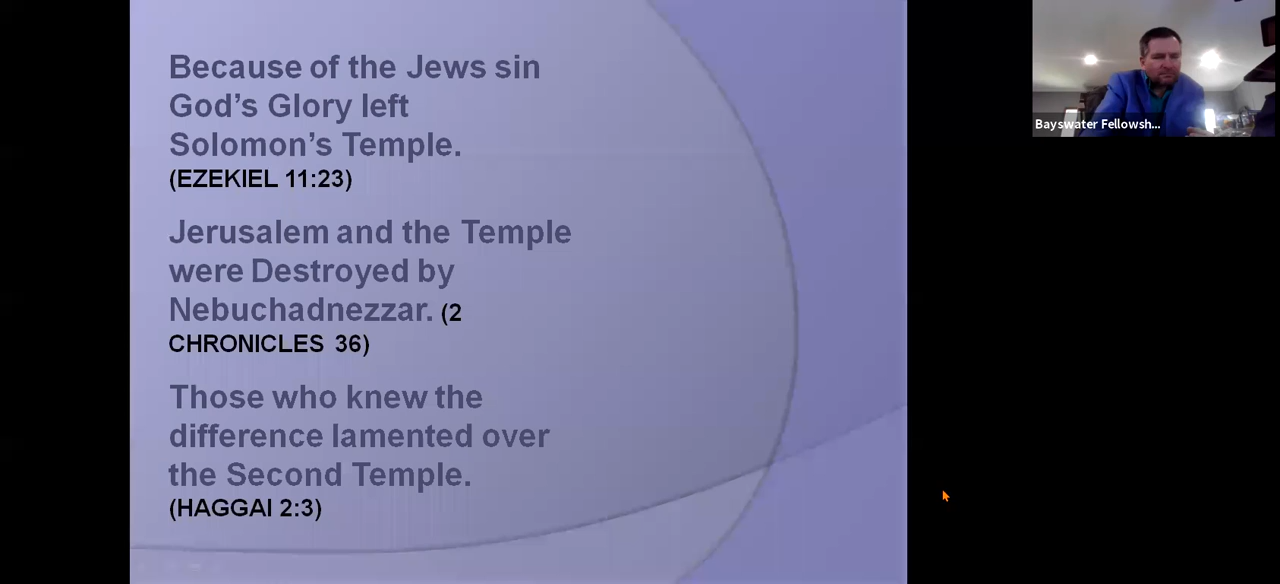 Because of the Jews sin
God's Glory left
Solomon's Temple.
(EZEKIEL 11:23)
Jerusalem and the Temple
were Destroyed by
Nebuchadnezzar. (2
CHRONICLES 36)
Those who knew the
difference lamented over
the Second Temple.
(HAGGAI 2:3)
Bayswater Fellowsh...